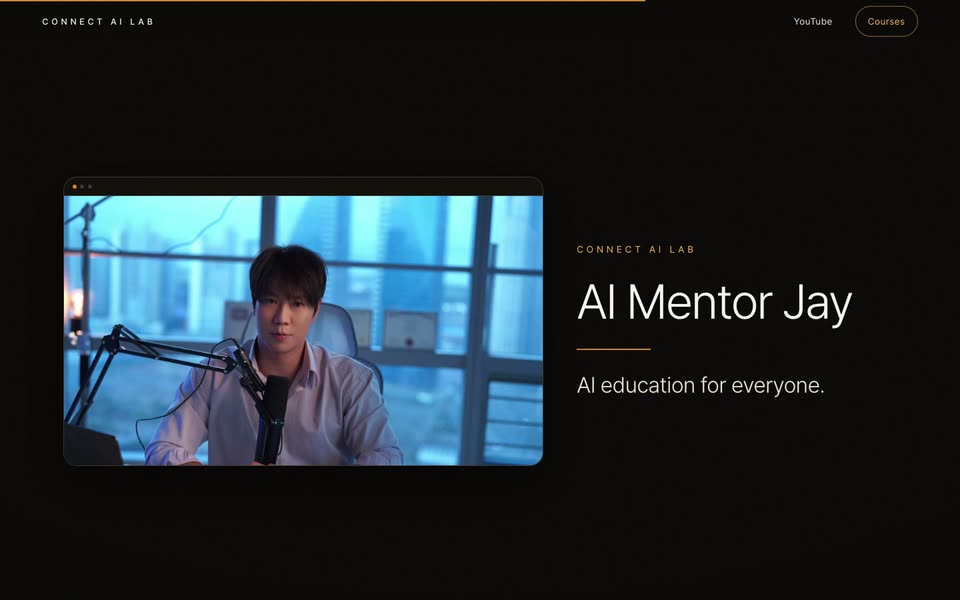 CONNECT AI LAB
YouTube
Courses
CONNECT AI LAB
AI Mentor Jay
AI education for everyone.